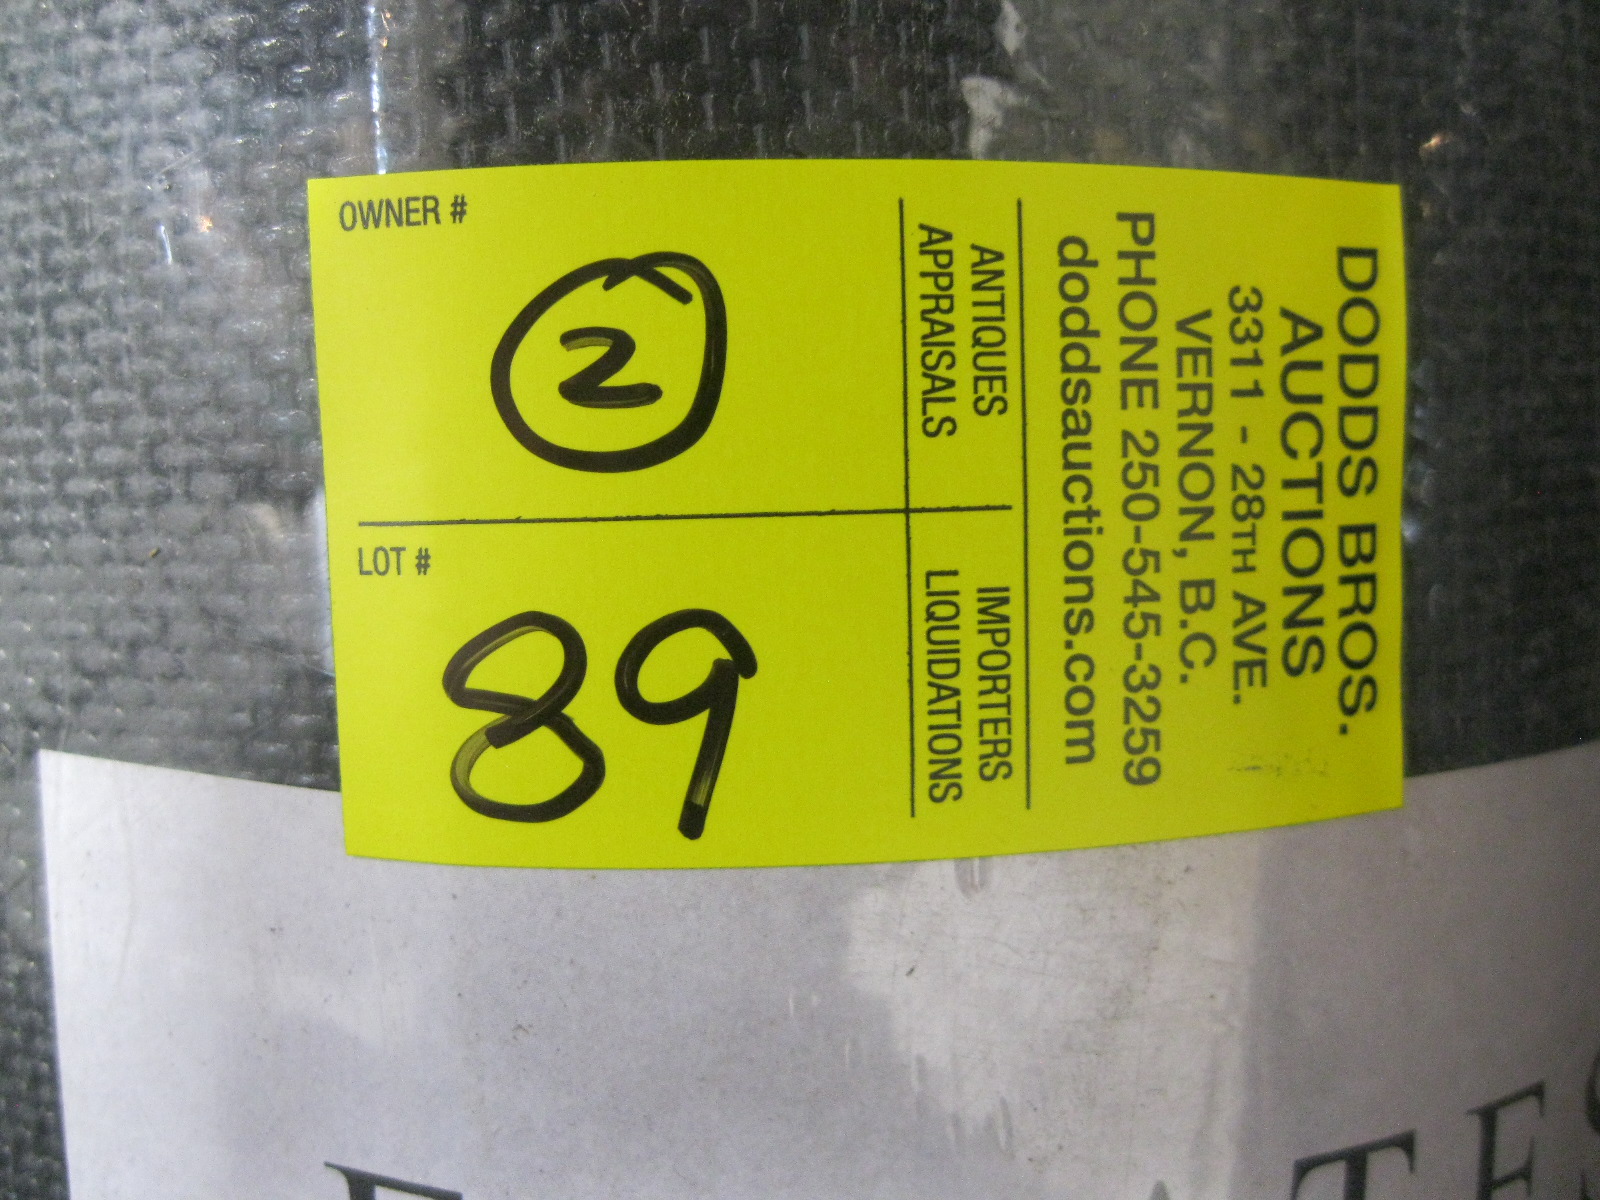 DODDS BROS.
AUCTIONS
3311 - 28TH AVE.
VERNON, B.C.
PHONE 250-545-3259
doddsauctions.com
ANTIQUES IMPORTERS
APPRAISALS LIQUIDATIONS
OWNER #
2
LOT #
89